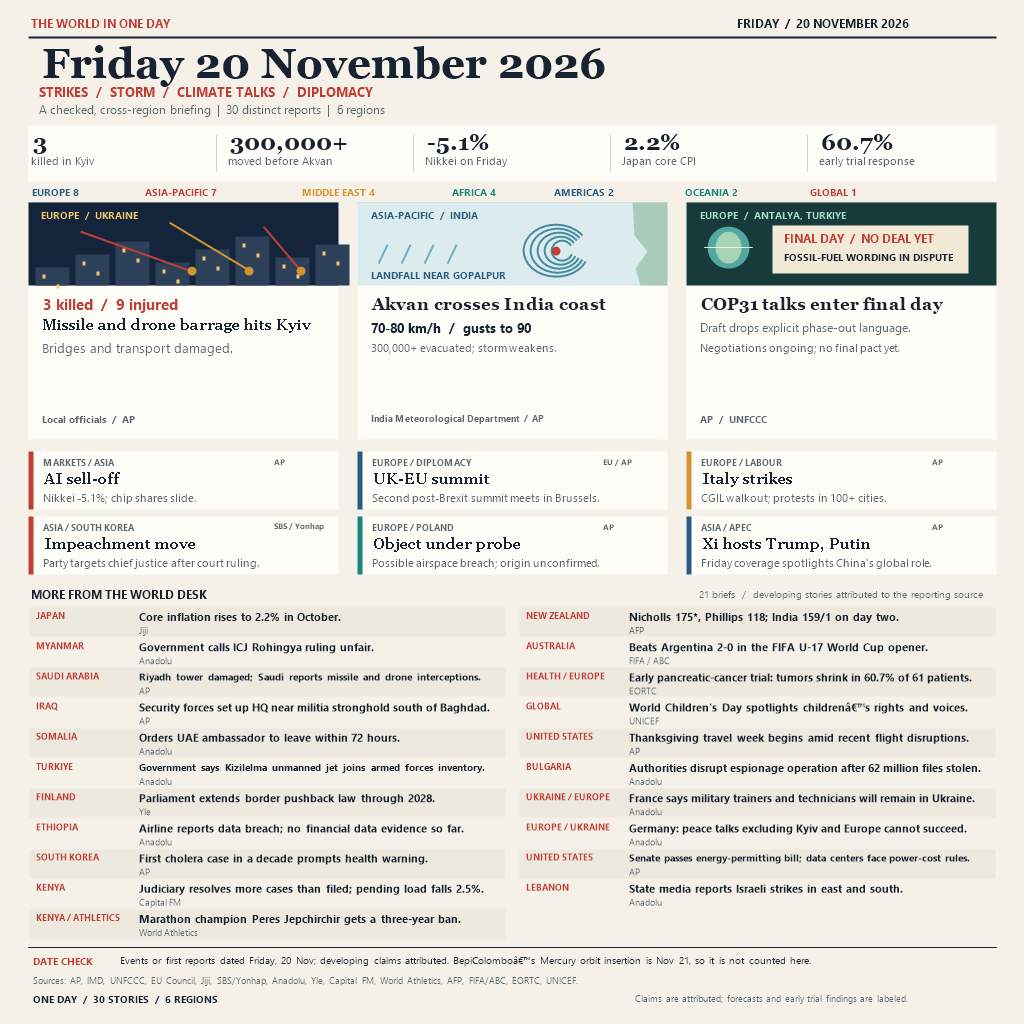 THE WORLD IN ONE DAY
FRIDAY / 20 NOVEMBER 2026
Friday 20 November 2026
STRIKES / STORM / CLIMATE TALKS / DIPLOMACY
A checked, cross-region briefing | 30 distinct reports | 6 regions
3
killed in Kyiv
300,000+
moved before Akvan
-5.1%
Nikkei on Friday
2.2%
Japan core CPI
60.7%
early trial response
EUROPE 8
ASIA-PACIFIC 7
MIDDLE EAST 4
AFRICA 4
AMERICAS 2
OCEANIA 2
GLOBAL 1
EUROPE / UKRAINE
3 killed / 9 injured
Missile and drone barrage hits Kyiv
Bridges and transport damaged.
Local officials / AP
ASIA-PACIFIC / INDIA
LANDFALL NEAR GOPALPUR
Akvan crosses India coast
70-80 km/h / gusts to 90
300,000+ evacuated; storm weakens.
India Meteorological Department / AP
EUROPE / ANTALYA, TURKIYE
FINAL DAY / NO DEAL YET
FOSSIL-FUEL WORDING IN DISPUTE
COP31 talks enter final day
Draft drops explicit phase-out language.
Negotiations ongoing; no final pact yet.
AP / UNFCCC
MARKETS / ASIA
AP
AI sell-off
Nikkei -5.1%; chip shares slide.
EUROPE / DIPLOMACY
EU / AP
UK-EU summit
Second post-Brexit summit meets in Brussels.
EUROPE / LABOUR
AP
Italy strikes
CGIL walkout; protests in 100+ cities.
ASIA / SOUTH KOREA
SBS / Yonhap
Impeachment move
Party targets chief justice after court ruling.
EUROPE / POLAND
AP
Object under probe
Possible airspace breach; origin unconfirmed.
ASIA / APEC
AP
Xi hosts Trump, Putin
Friday coverage spotlights China's global role.
MORE FROM THE WORLD DESK
21 briefs / developing stories attributed to the reporting source
JAPAN
Core inflation rises to 2.2% in October.
Jiji
MYANMAR
Government calls ICJ Rohingya ruling unfair.
Anadolu
SAUDI ARABIA
Riyadh tower damaged; Saudi reports missile and drone interceptions.
AP
IRAQ
Security forces set up HQ near militia stronghold south of Baghdad.
AP
SOMALIA
Orders UAE ambassador to leave within 72 hours.
Anadolu
TURKIYE
Government says Kizilelma unmanned jet joins armed forces inventory.
Anadolu
FINLAND
Parliament extends border pushback law through 2028.
Yle
ETHIOPIA
Airline reports data breach; no financial data evidence so far.
Anadolu
SOUTH KOREA
First cholera case in a decade prompts health warning.
AP
KENYA
Judiciary resolves more cases than filed; pending load falls 2.5%.
Capital FM
KENYA / ATHLETICS
Marathon champion Peres Jepchirchir gets a three-year ban.
World Athletics
NEW ZEALAND
Nicholls 175*, Phillips 118; India 159/1 on day two.
AFP
AUSTRALIA
Beats Argentina 2-0 in the FIFA U-17 World Cup opener.
FIFA / ABC
HEALTH / EUROPE
Early pancreatic-cancer trial: tumors shrink in 60.7% of 61 patients.
EORTC
GLOBAL
World Children's Day spotlights childrenâ€™s rights and voices.
UNICEF
UNITED STATES
Thanksgiving travel week begins amid recent flight disruptions.
AP
BULGARIA
Authorities disrupt espionage operation after 62 million files stolen.
Anadolu
UKRAINE / EUROPE
France says military trainers and technicians will remain in Ukraine.
Anadolu
EUROPE / UKRAINE
Germany: peace talks excluding Kyiv and Europe cannot succeed.
Anadolu
UNITED STATES
Senate passes energy-permitting bill; data centers face power-cost rules.
AP
LEBANON
State media reports Israeli strikes in east and south.
Anadolu
DATE CHECK
Events or first reports dated Friday, 20 Nov; developing claims attributed. BepiColomboâ€™s Mercury orbit insertion is Nov 21, so it is not counted here.
Sources: AP, IMD, UNFCCC, EU Council, Jiji, SBS/Yonhap, Anadolu, Yle, Capital FM, World Athletics, AFP, FIFA/ABC, EORTC, UNICEF.
ONE DAY / 30 STORIES / 6 REGIONS
Claims are attributed; forecasts and early trial findings are labeled.